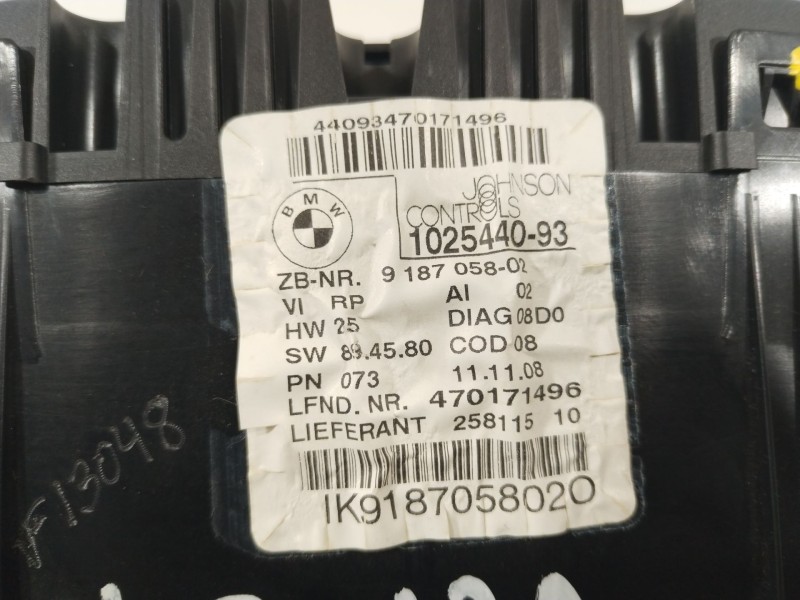 44093470171496
BMW
JOHNSON
CONTROLS
1025440-93
ZB-NR. 9 187 058-02
VI RP AI 02
HW 25 DIAG 08D0
SW 89.45.80 COD 08
PN 073 11.11.08
LFND. NR. 470171496
LIEFERANT 258115 10
IK918705802O
F13048